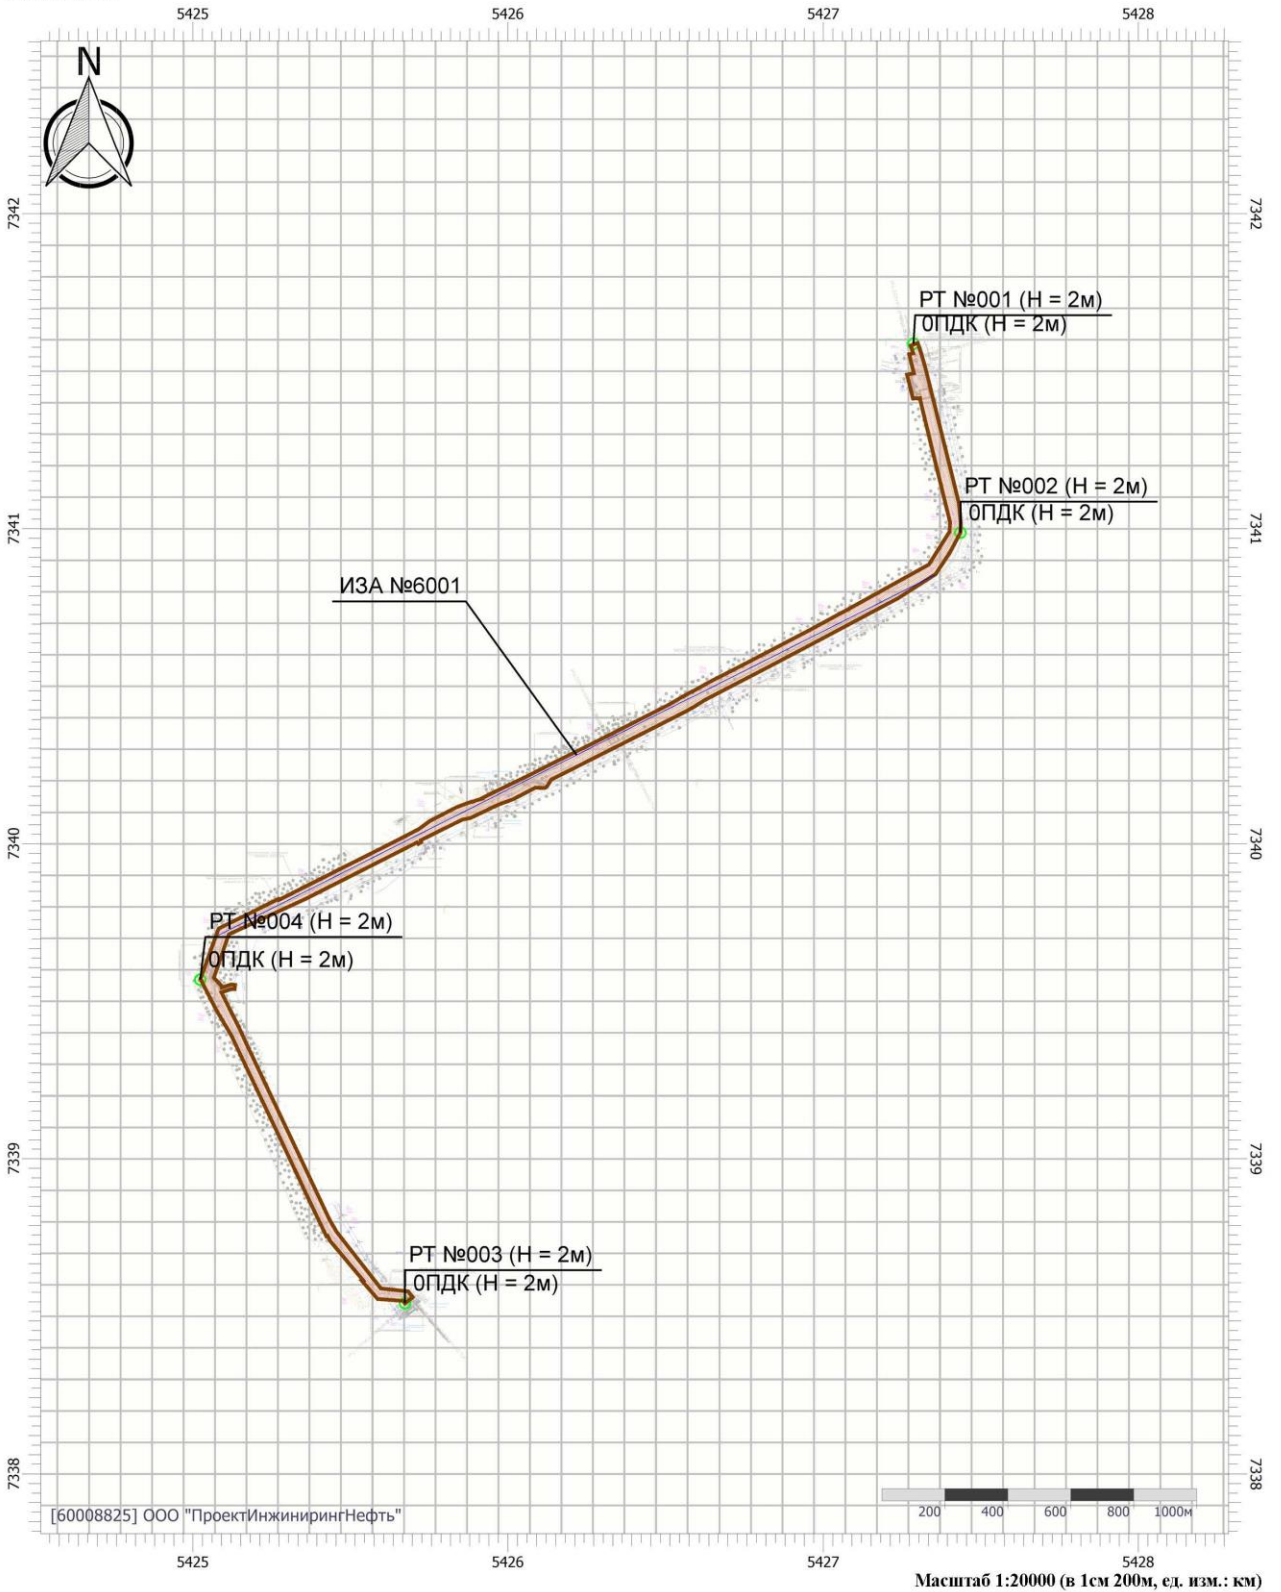 5425 5426 5427 5428
N
7342 7342
РТ №001 (Н = 2м)
0ПДК (Н = 2м)
РТ №002 (Н = 2м)
0ПДК (Н = 2м)
7341 7341
ИЗА №6001
7340 7340
РТ №004 (Н = 2м)
0ПДК (Н = 2м)
7339 7339
РТ №003 (Н = 2м)
0ПДК (Н = 2м)
7338 7338
[60008825] ООО "ПроектИнжинирингНефть"
200 400 600 800 1000м
5425 5426 5427 5428
Масштаб 1:20000 (в 1см 200м, ед. изм.: км)